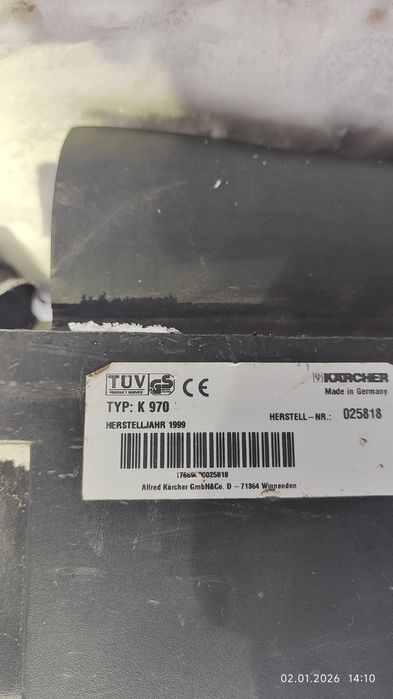 TÜV GS CE KÄRCHER
PRODUCT SERVICE
Made in Germany
TYP: K 970
HERSTELL-NR.: 025818
HERSTELLJAHR 1999
Alfred Kärcher GmbH&Co. D - 71364 Winnenden
02.01.2026 14:10